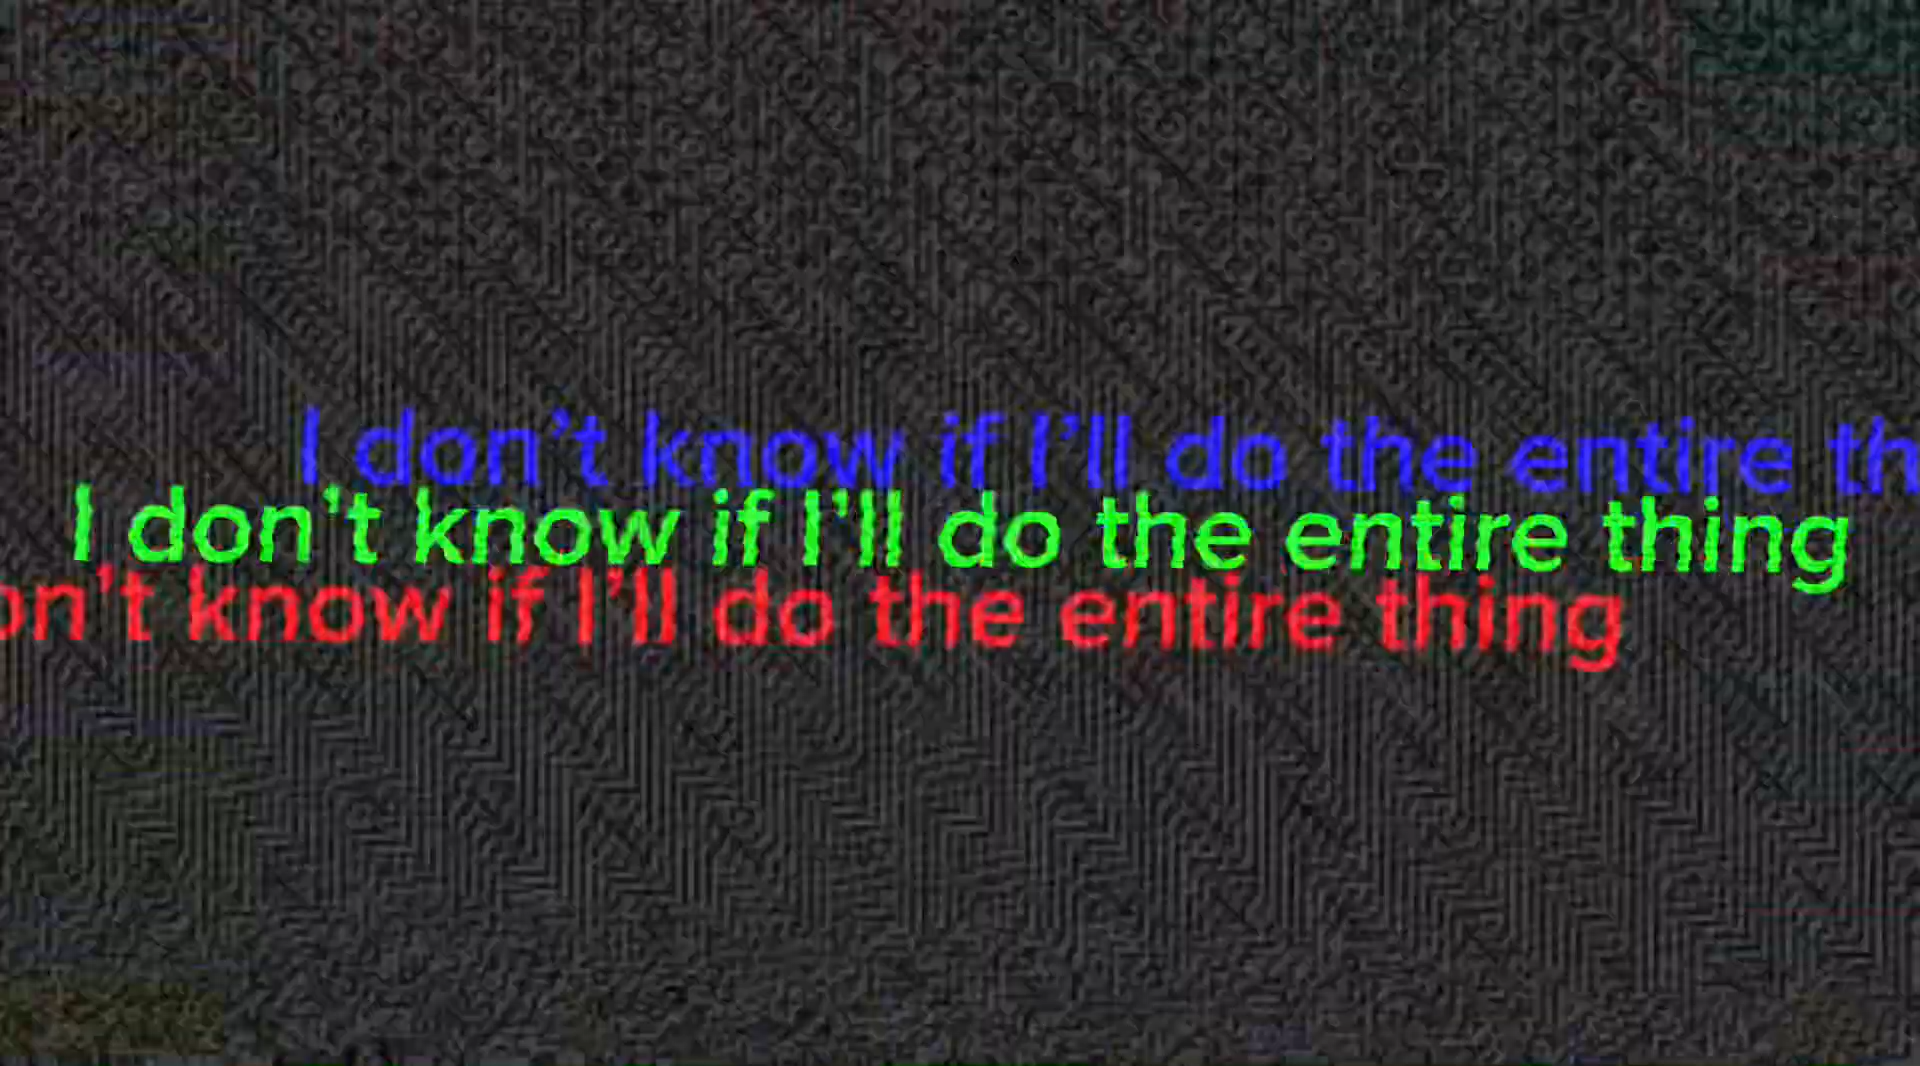 I don't know if I'll do the entire th
I don't know if I'll do the entire thing
on't know if I'll do the entire thing